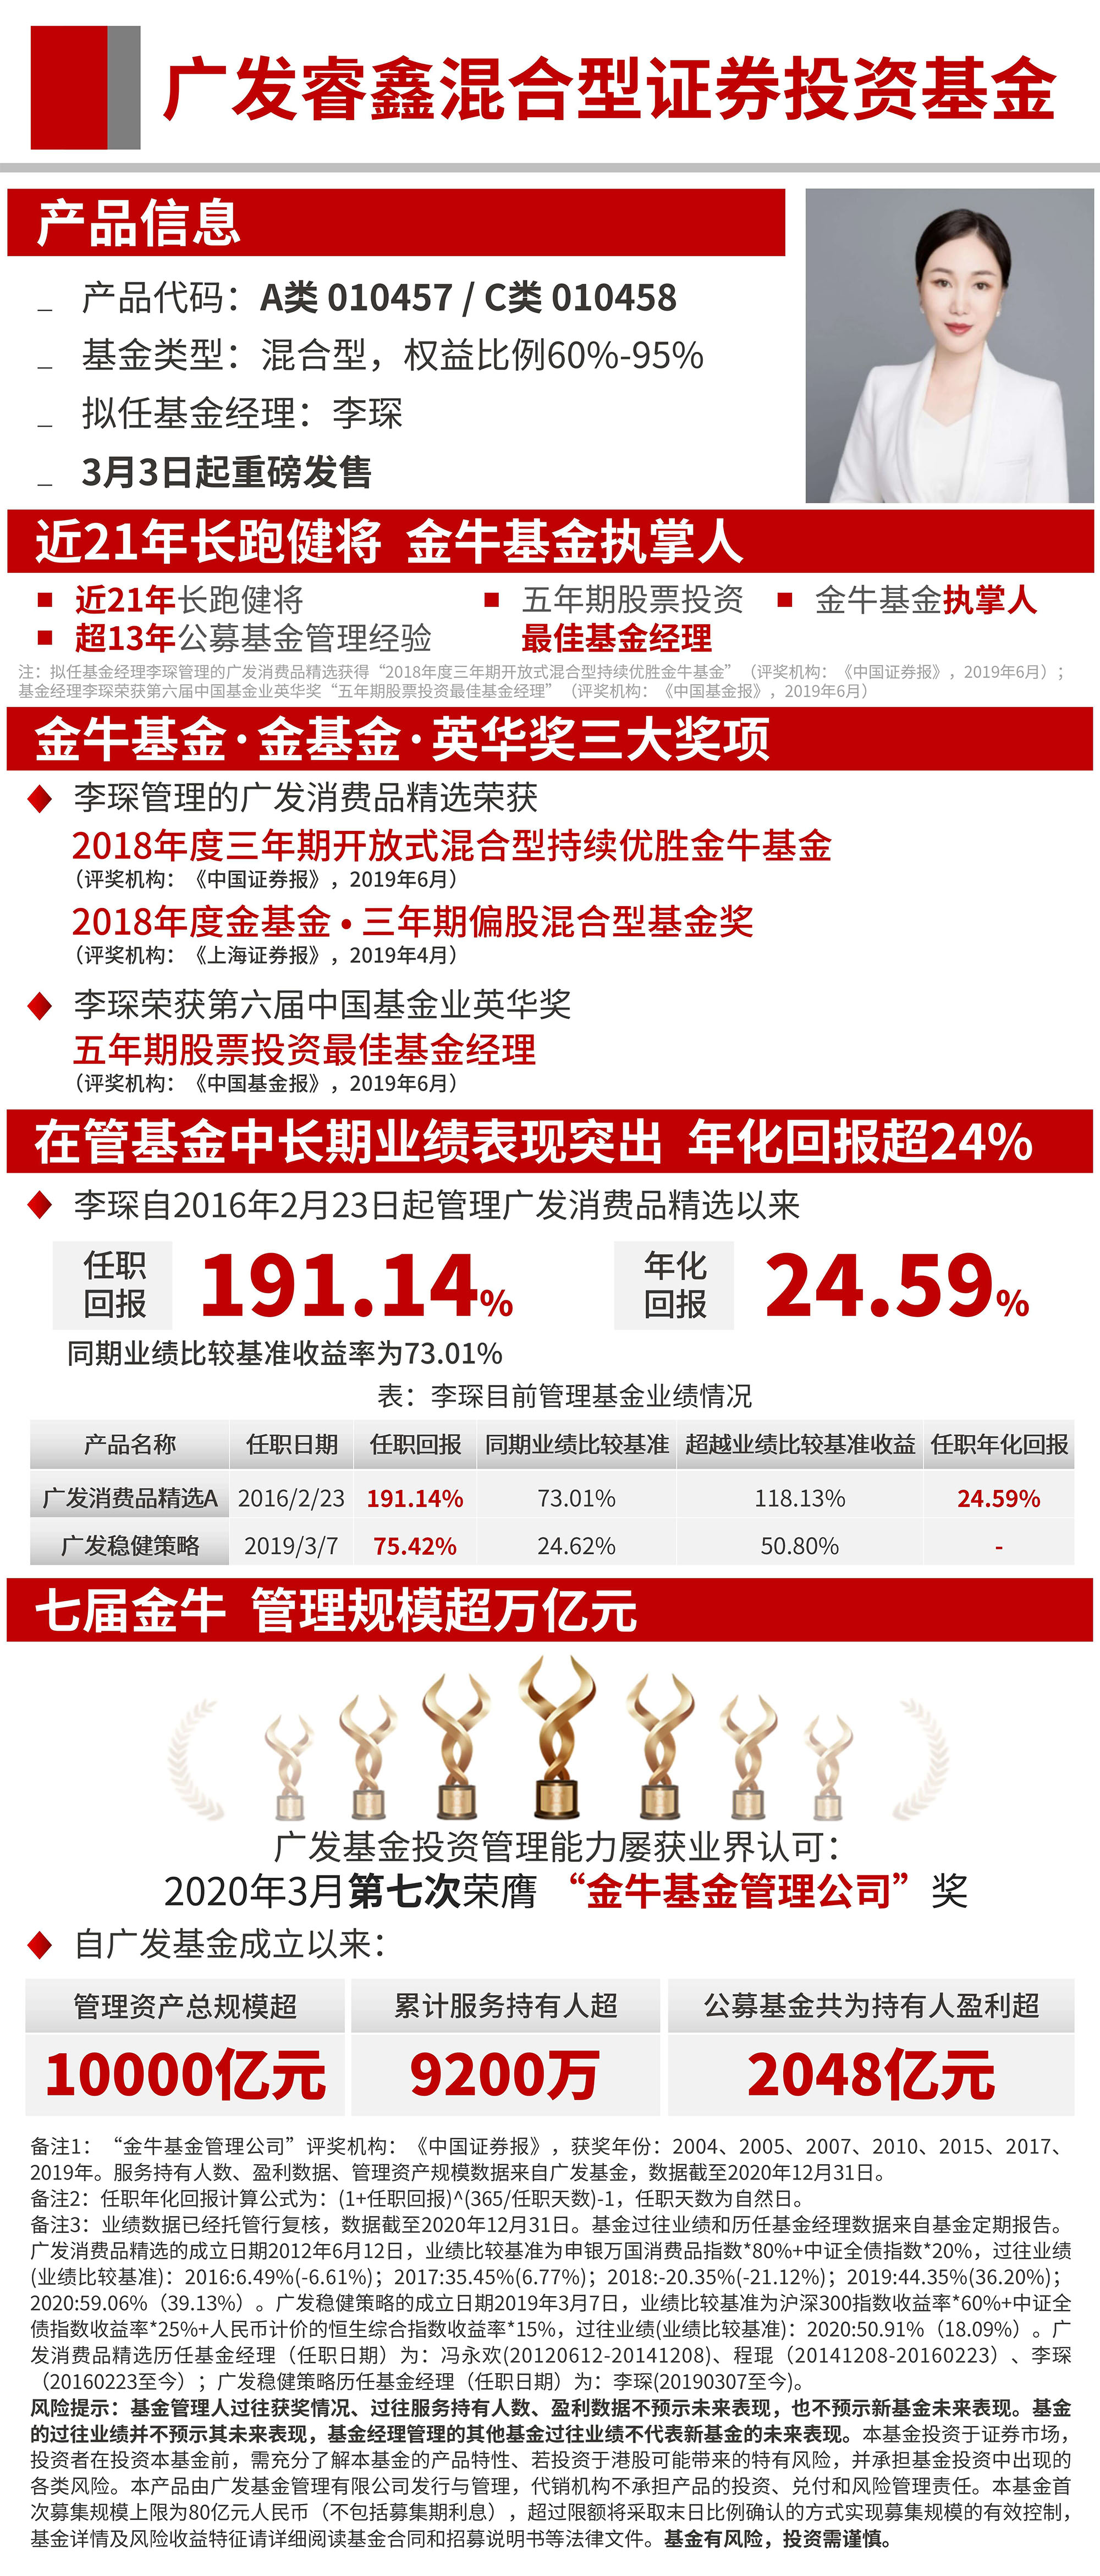 广发睿鑫混合型证券投资基金
产品信息
_ 产品代码：A类 010457 / C类 010458
_ 基金类型：混合型，权益比例60%-95%
_ 拟任基金经理：李琛
_ 3月3日起重磅发售
近21年长跑健将 金牛基金执掌人
近21年长跑健将
超13年公募基金管理经验
五年期股票投资
最佳基金经理
金牛基金执掌人
注：拟任基金经理李琛管理的广发消费品精选获得“2018年度三年期开放式混合型持续优胜金牛基金”（评奖机构：《中国证券报》，2019年6月）；
基金经理李琛荣获第六届中国基金业英华奖“五年期股票投资最佳基金经理”（评奖机构：《中国基金报》，2019年6月）
金牛基金·金基金·英华奖三大奖项
李琛管理的广发消费品精选荣获
2018年度三年期开放式混合型持续优胜金牛基金
（评奖机构：《中国证券报》，2019年6月）
2018年度金基金•三年期偏股混合型基金奖
（评奖机构：《上海证券报》，2019年4月）
李琛荣获第六届中国基金业英华奖
五年期股票投资最佳基金经理
（评奖机构：《中国基金报》，2019年6月）
在管基金中长期业绩表现突出 年化回报超24%
李琛自2016年2月23日起管理广发消费品精选以来
任职
回报
191.14%
年化
回报
24.59%
同期业绩比较基准收益率为73.01%
表：李琛目前管理基金业绩情况
产品名称 任职日期 任职回报 同期业绩比较基准 超越业绩比较基准收益 任职年化回报
广发消费品精选A 2016/2/23 191.14% 73.01% 118.13% 24.59%
广发稳健策略 2019/3/7 75.42% 24.62% 50.80% -
七届金牛 管理规模超万亿元
广发基金投资管理能力屡获业界认可：
2020年3月第七次荣膺“金牛基金管理公司”奖
自广发基金成立以来：
管理资产总规模超 累计服务持有人超 公募基金共为持有人盈利超
10000亿元 9200万 2048亿元
备注1：“金牛基金管理公司”评奖机构：《中国证券报》，获奖年份：2004、2005、2007、2010、2015、2017、
2019年。服务持有人数、盈利数据、管理资产规模数据来自广发基金，数据截至2020年12月31日。
备注2：任职年化回报计算公式为：(1+任职回报)^(365/任职天数)-1，任职天数为自然日。
备注3：业绩数据已经托管行复核，数据截至2020年12月31日。基金过往业绩和历任基金经理数据来自基金定期报告。
广发消费品精选的成立日期2012年6月12日，业绩比较基准为申银万国消费品指数*80%+中证全债指数*20%，过往业绩
(业绩比较基准)：2016:6.49%(-6.61%)；2017:35.45%(6.77%)；2018:-20.35%(-21.12%)；2019:44.35%(36.20%)；
2020:59.06%（39.13%）。广发稳健策略的成立日期2019年3月7日，业绩比较基准为沪深300指数收益率*60%+中证全
债指数收益率*25%+人民币计价的恒生综合指数收益率*15%，过往业绩(业绩比较基准)：2020:50.91%（18.09%）。广
发消费品精选历任基金经理（任职日期）为：冯永欢(20120612-20141208)、程琨（20141208-20160223）、李琛
（20160223至今）；广发稳健策略历任基金经理（任职日期）为：李琛(20190307至今)。
风险提示：基金管理人过往获奖情况、过往服务持有人数、盈利数据不预示未来表现，也不预示新基金未来表现。基金
的过往业绩并不预示其未来表现，基金经理管理的其他基金过往业绩不代表新基金的未来表现。本基金投资于证券市场，
投资者在投资本基金前，需充分了解本基金的产品特性、若投资于港股可能带来的特有风险，并承担基金投资中出现的
各类风险。本产品由广发基金管理有限公司发行与管理，代销机构不承担产品的投资、兑付和风险管理责任。本基金首
次募集规模上限为80亿元人民币（不包括募集期利息），超过限额将采取末日比例确认的方式实现募集规模的有效控制，
基金详情及风险收益特征请详细阅读基金合同和招募说明书等法律文件。基金有风险，投资需谨慎。